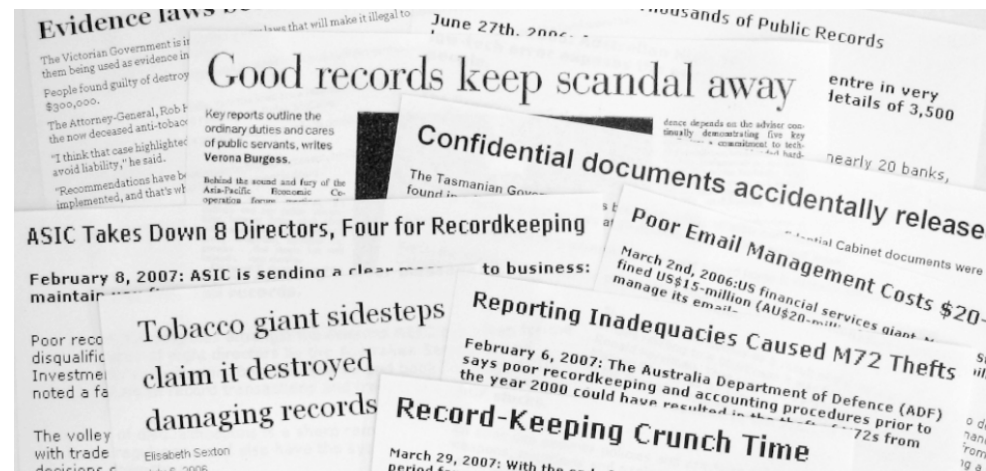 Evidence laws
laws that will make it illegal to
The Victorian Government is
them being used as evidence in
People found guilty of destroy
$300,000.
The Attorney-General, Rob
the now deceased anti-tobac
"I think that case highlighted
avoid liability," he said.
"Recommendations have be
implemented, and that's wh
June 27th, 2006:
Thousands of Public Records
entre in very
details of 3,500
nearly 20 banks,
Good records keep scandal away
Key reports outline the
ordinary duties and cares
of public servants, writes
Verona Burgess.
Behind the sound and fury of the
Asia-Pacific Economic Co-
operation forum
dence depends on the adviser con-
tinually demonstrating five key
a commitment to tech-
hard-
Confidential documents accidentally release
The Tasmanian Gove
found in
Cabinet documents were
ASIC Takes Down 8 Directors, Four for Recordkeeping
February 8, 2007: ASIC is sending a clear to business:
maintain
Poor reco
disqualific
Investmen
noted a fa
The volley
with trade
decisions
Poor Email Management Costs $20-
March 2nd, 2006:US financial services giant
fined US$15-million (AU$20-mill
manage its email
Tobacco giant sidesteps
claim it destroyed
damaging records
Elisabeth Sexton
2006
Reporting Inadequacies Caused M72 Thefts
February 6, 2007: The Australia Department of Defence (ADF)
says poor recordkeeping and accounting procedures prior to
the year 2000 could have resulted in the theft of 72s from
Record-Keeping Crunch Time
March 29, 2007: With the
period